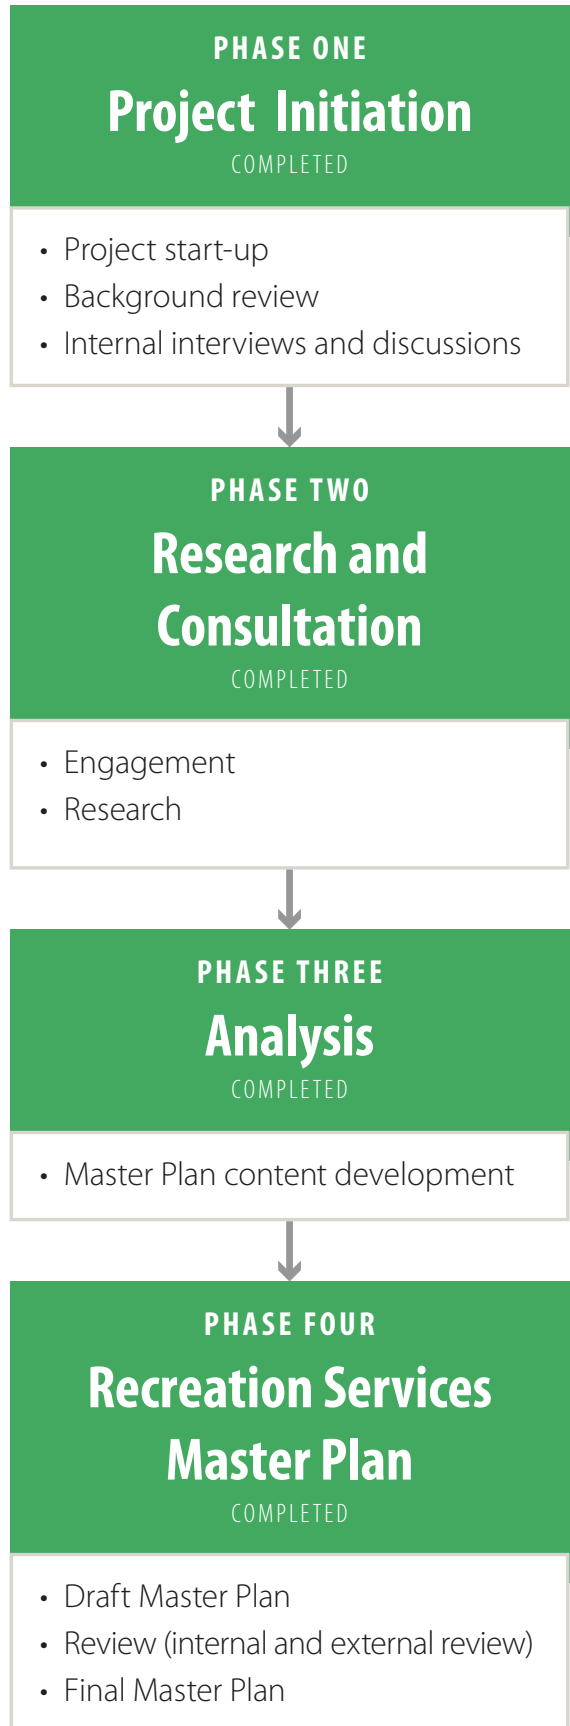 PHASE ONE
Project Initiation
COMPLETED
• Project start-up
• Background review
• Internal interviews and discussions
PHASE TWO
Research and
Consultation
COMPLETED
• Engagement
• Research
PHASE THREE
Analysis
COMPLETED
• Master Plan content development
PHASE FOUR
Recreation Services
Master Plan
COMPLETED
• Draft Master Plan
• Review (internal and external review)
• Final Master Plan